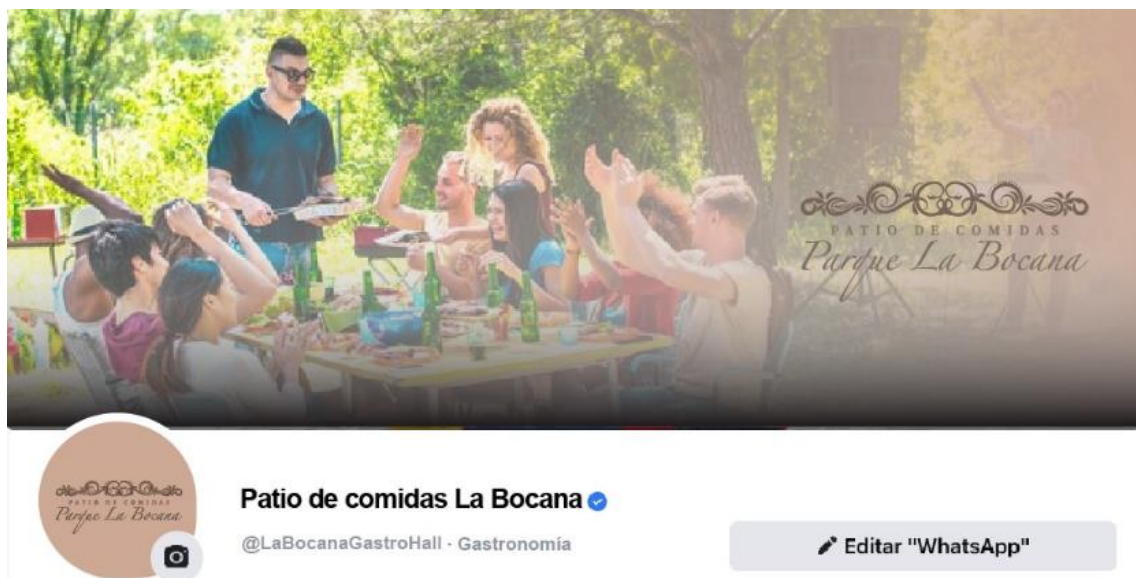 PATIO DE COMIDAS
Parque La Bocana
PATIO DE COMIDAS
Parque La Bocana
Patio de comidas La Bocana
@LaBocanaGastroHall · Gastronomía
Editar "WhatsApp"